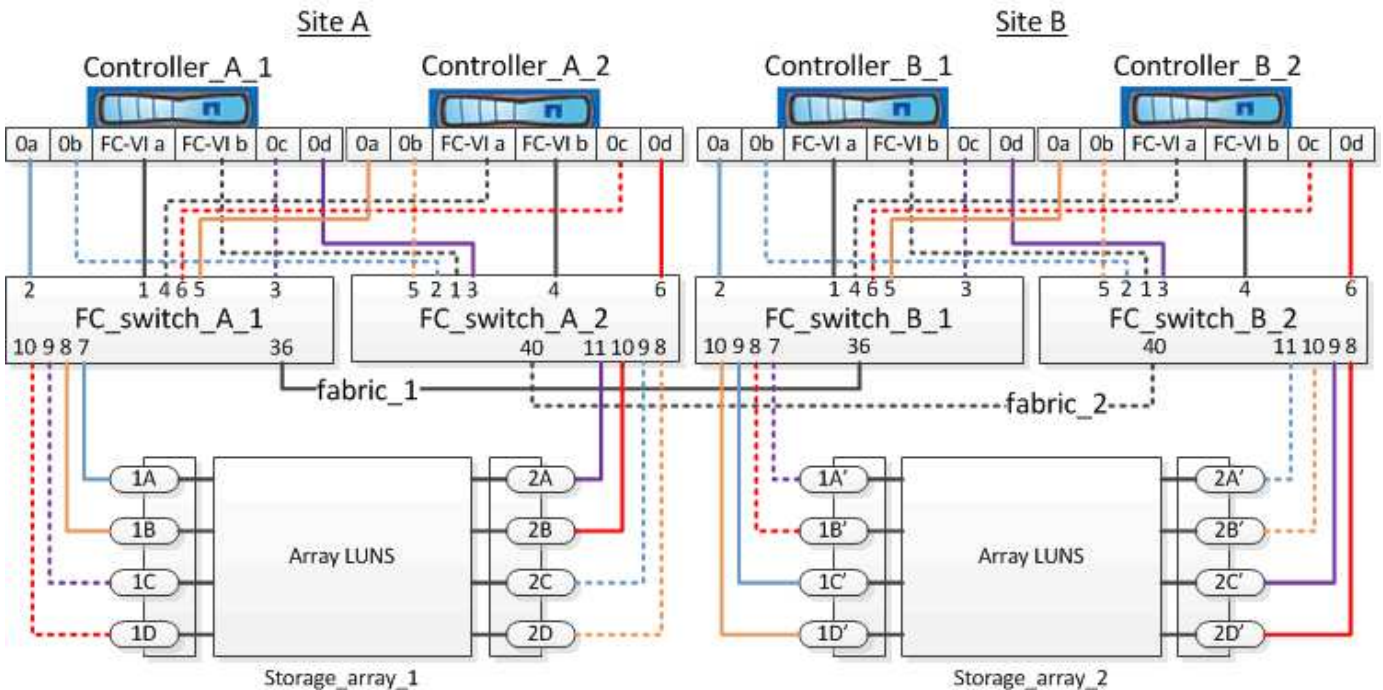 Site A Site B
Controller_A_1 Controller_A_2 Controller_B_1 Controller_B_2
0a 0b FC-VI a FC-VI b 0c 0d 0a 0b FC-VI a FC-VI b 0c 0d 0a 0b FC-VI a FC-VI b 0c 0d 0a 0b FC-VI a FC-VI b 0c 0d
2 1 4 6 5 3 5 2 1 3 4 6 2 1 4 6 5 3 5 2 1 3 4 6
FC_switch_A_1 FC_switch_A_2 FC_switch_B_1 FC_switch_B_2
10 9 8 7 36 40 11 10 9 8 10 9 8 7 36 40 11 10 9 8
fabric_1 fabric_2
1A 2A 1A’ 2A’
1B 2B 1B’ 2B’
Array LUNS Array LUNS
1C 2C 1C’ 2C’
1D 2D 1D’ 2D’
Storage_array_1 Storage_array_2